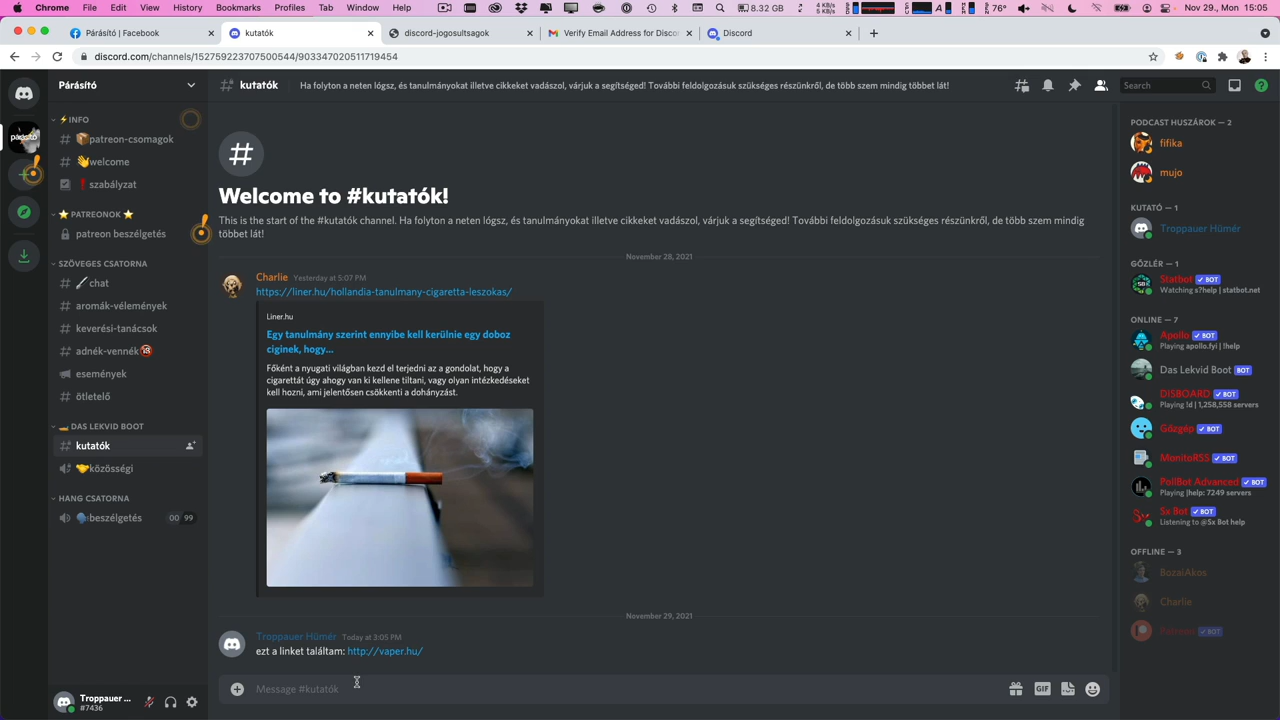 Chrome File Edit View History Bookmarks Profiles Tab Window Help
8.32 GB
4 KB/s
5 KB/s
76°
Nov 29., Mon 15:05
Párásító | Facebook
kutatók
discord-jogosultsagok
Verify Email Address for Disco
Discord
discord.com/channels/152759223707500544/903347020511719454
Párásító
# kutatók
Ha folyton a neten lógsz, és tanulmányokat illetve cikkeket vadászol, várjuk a segítséged! További feldolgozásuk szükséges részünkről, de több szem mindig többet lát!
Search
⚡INFO
# 📦patreon-csomagok
# 👋welcome
❗szabályzat
⭐ PATREONOK ⭐
patreon beszélgetés
SZÖVEGES CSATORNA
# 🖌chat
# aromák-vélemények
# keverési-tanácsok
# adnék-vennék🔞
# események
# ötletelő
DAS LEKVID BOOT
# kutatók
🤝közösségi
HANG CSATORNA
🗣beszélgetés 00 99
Troppauer ...
#7436
#
Welcome to #kutatók!
This is the start of the #kutatók channel. Ha folyton a neten lógsz, és tanulmányokat illetve cikkeket vadászol, várjuk a segítséged! További feldolgozásuk szükséges részünkről, de több szem mindig
többet lát!
November 28, 2021
Charlie Yesterday at 5:07 PM
https://liner.hu/hollandia-tanulmany-cigaretta-leszokas/
Liner.hu
Egy tanulmány szerint ennyibe kell kerülnie egy doboz
ciginek, hogy...
Főként a nyugati világban kezd el terjedni az a gondolat, hogy a
cigarettát úgy ahogy van ki kellene tiltani, vagy olyan intézkedéseket
kell hozni, ami jelentősen csökkenti a dohányzást.
November 29, 2021
Troppauer Hümér Today at 3:05 PM
ezt a linket találtam: http://vaper.hu/
Message #kutatók
GIF
PODCAST HUSZÁROK — 2
fifika
mujo
KUTATÓ — 1
Troppauer Hümér
GŐZLÉR — 1
Statbot ✓ BOT
Watching s?help | statbot.net
ONLINE — 7
Apollo ✓ BOT
Playing apollo.fyi | !help
Das Lekvid Boot BOT
DISBOARD ✓ BOT
Playing !d | 1,258,558 servers
Gőzgép ✓ BOT
MonitoRSS ✓ BOT
PollBot Advanced ✓ BOT
Playing |help: 7249 servers
Sx Bot ✓ BOT
Listening to @Sx Bot help
OFFLINE — 3
BozaiAkos
Charlie
✓ BOT